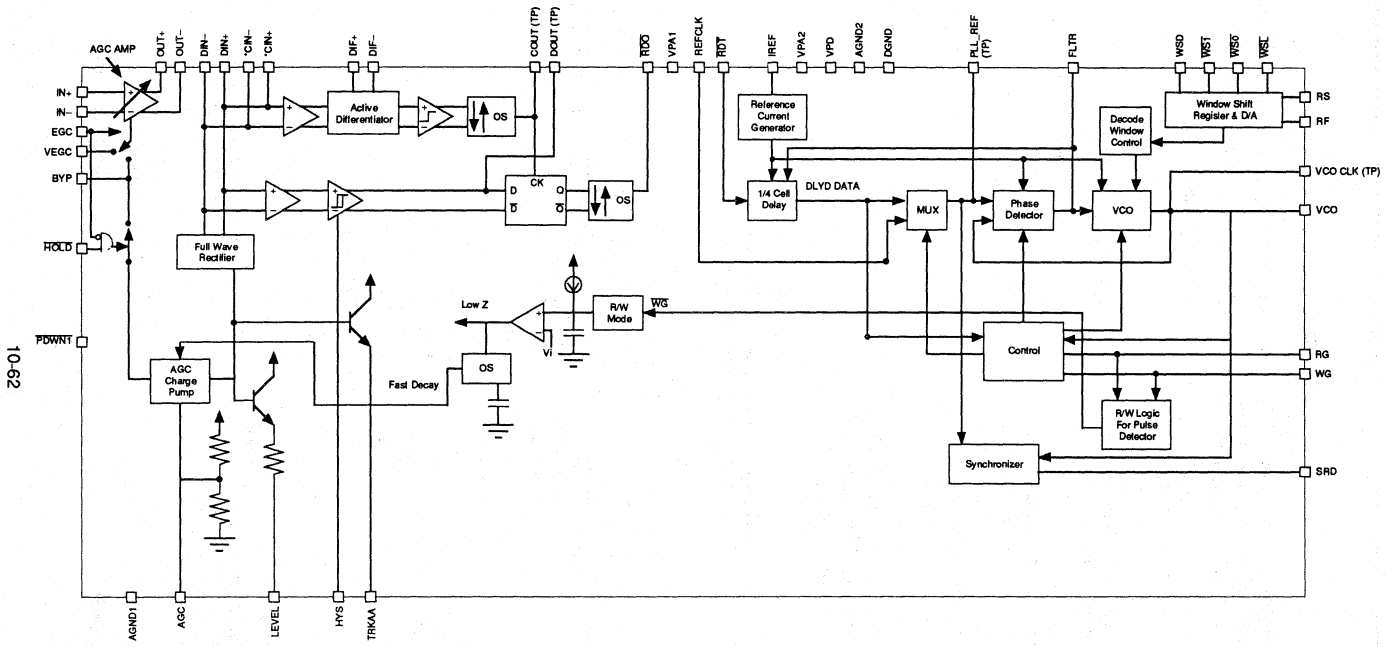 AGC AMP
OUT+
OUT–
DIN–
DIN+
*CIN–
*CIN+
DIF+
DIF–
COUT (TP)
DOUT (TP)
RDO
VPA1
REFCLK
RDT
IREF
VPA2
VPD
AGND2
DGND
PLL_REF
(TP)
FLTR
WSD
WS1
WS0
WSL
IN+
IN–
EGC
VEGC
BYP
HOLD
PDWN1
+
–
+
–
Active
Differentiator
OS
Reference
Current
Generator
Decode
Window
Control
Window Shift
Register & D/A
RS
RF
VCO CLK (TP)
VCO
+
–
D
D
CK
Q
Q
OS
1/4 Cell
Delay
DLYD DATA
MUX
Phase
Detector
VCO
Full Wave
Rectifier
Low Z
+
–
Vi
R/W
Mode
WG
Control
RG
WG
AGC
Charge
Pump
Fast Decay
OS
R/W Logic
For Pulse
Detector
Synchronizer
SRD
AGND1
AGC
LEVEL
HYS
TRKAA
10-62